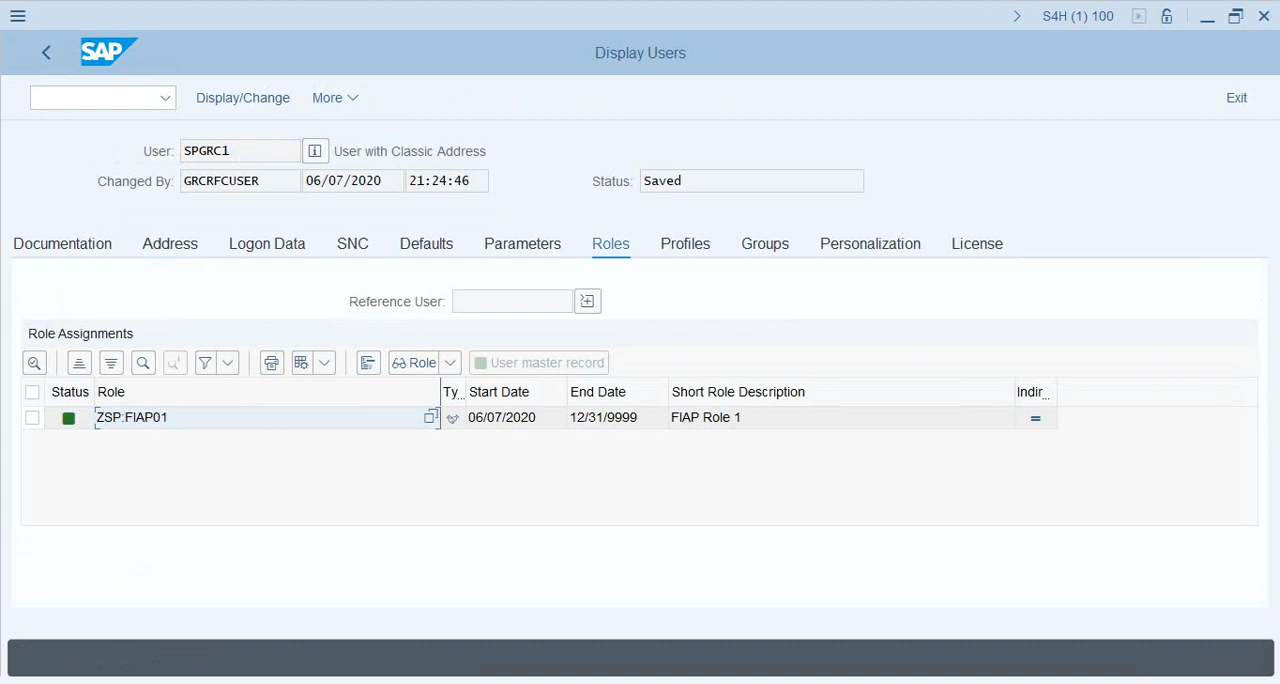 S4H (1) 100
SAP Display Users
Display/Change More Exit
User: SPGRC1 User with Classic Address
Changed By: GRCRFCUSER 06/07/2020 21:24:46 Status: Saved
Documentation Address Logon Data SNC Defaults Parameters Roles Profiles Groups Personalization License
Reference User:
Role Assignments
Role User master record
Status Role Ty... Start Date End Date Short Role Description Indir...
ZSP:FIAP01 06/07/2020 12/31/9999 FIAP Role 1